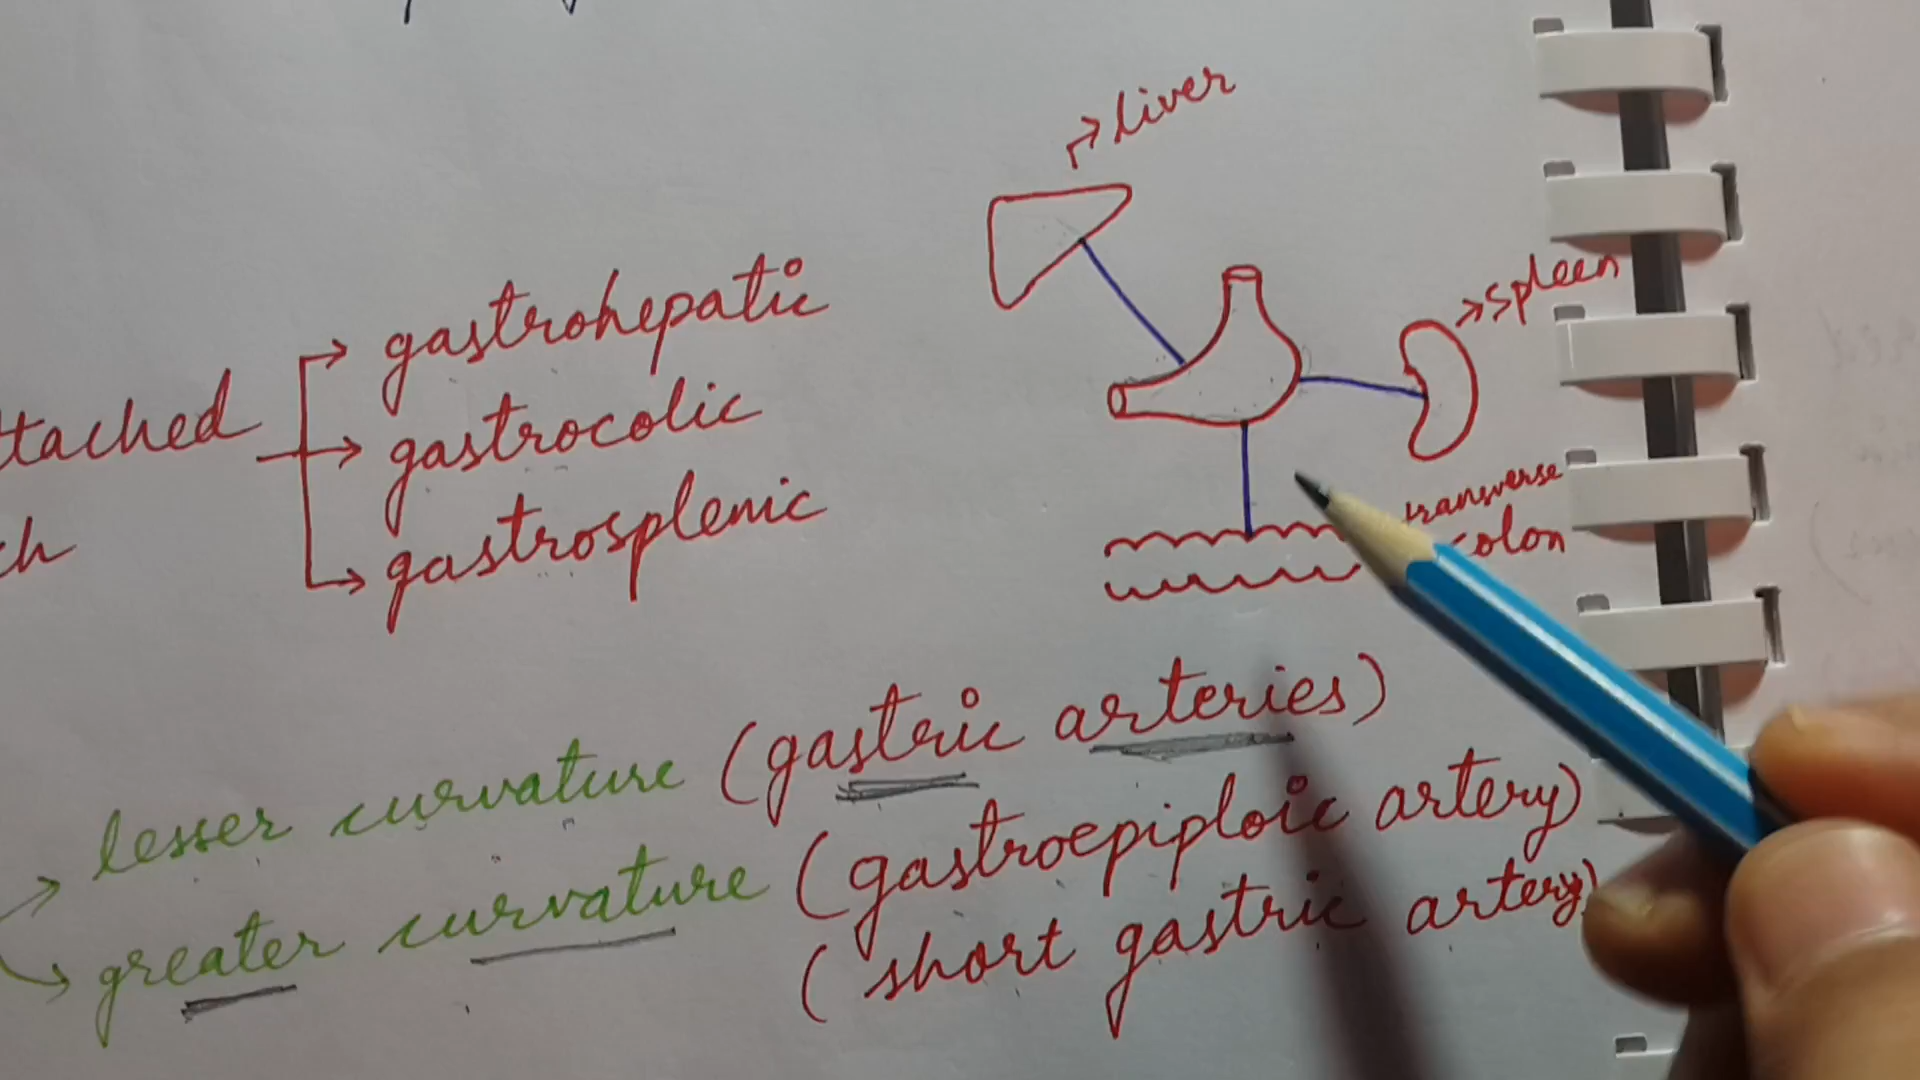 liver
spleen
gastrohepatic
gastrocolic
gastrosplenic
ttached
ch
transverse
colon
lesser curvature (gastric arteries)
greater curvature (gastroepiploic artery)
(short gastric artery)